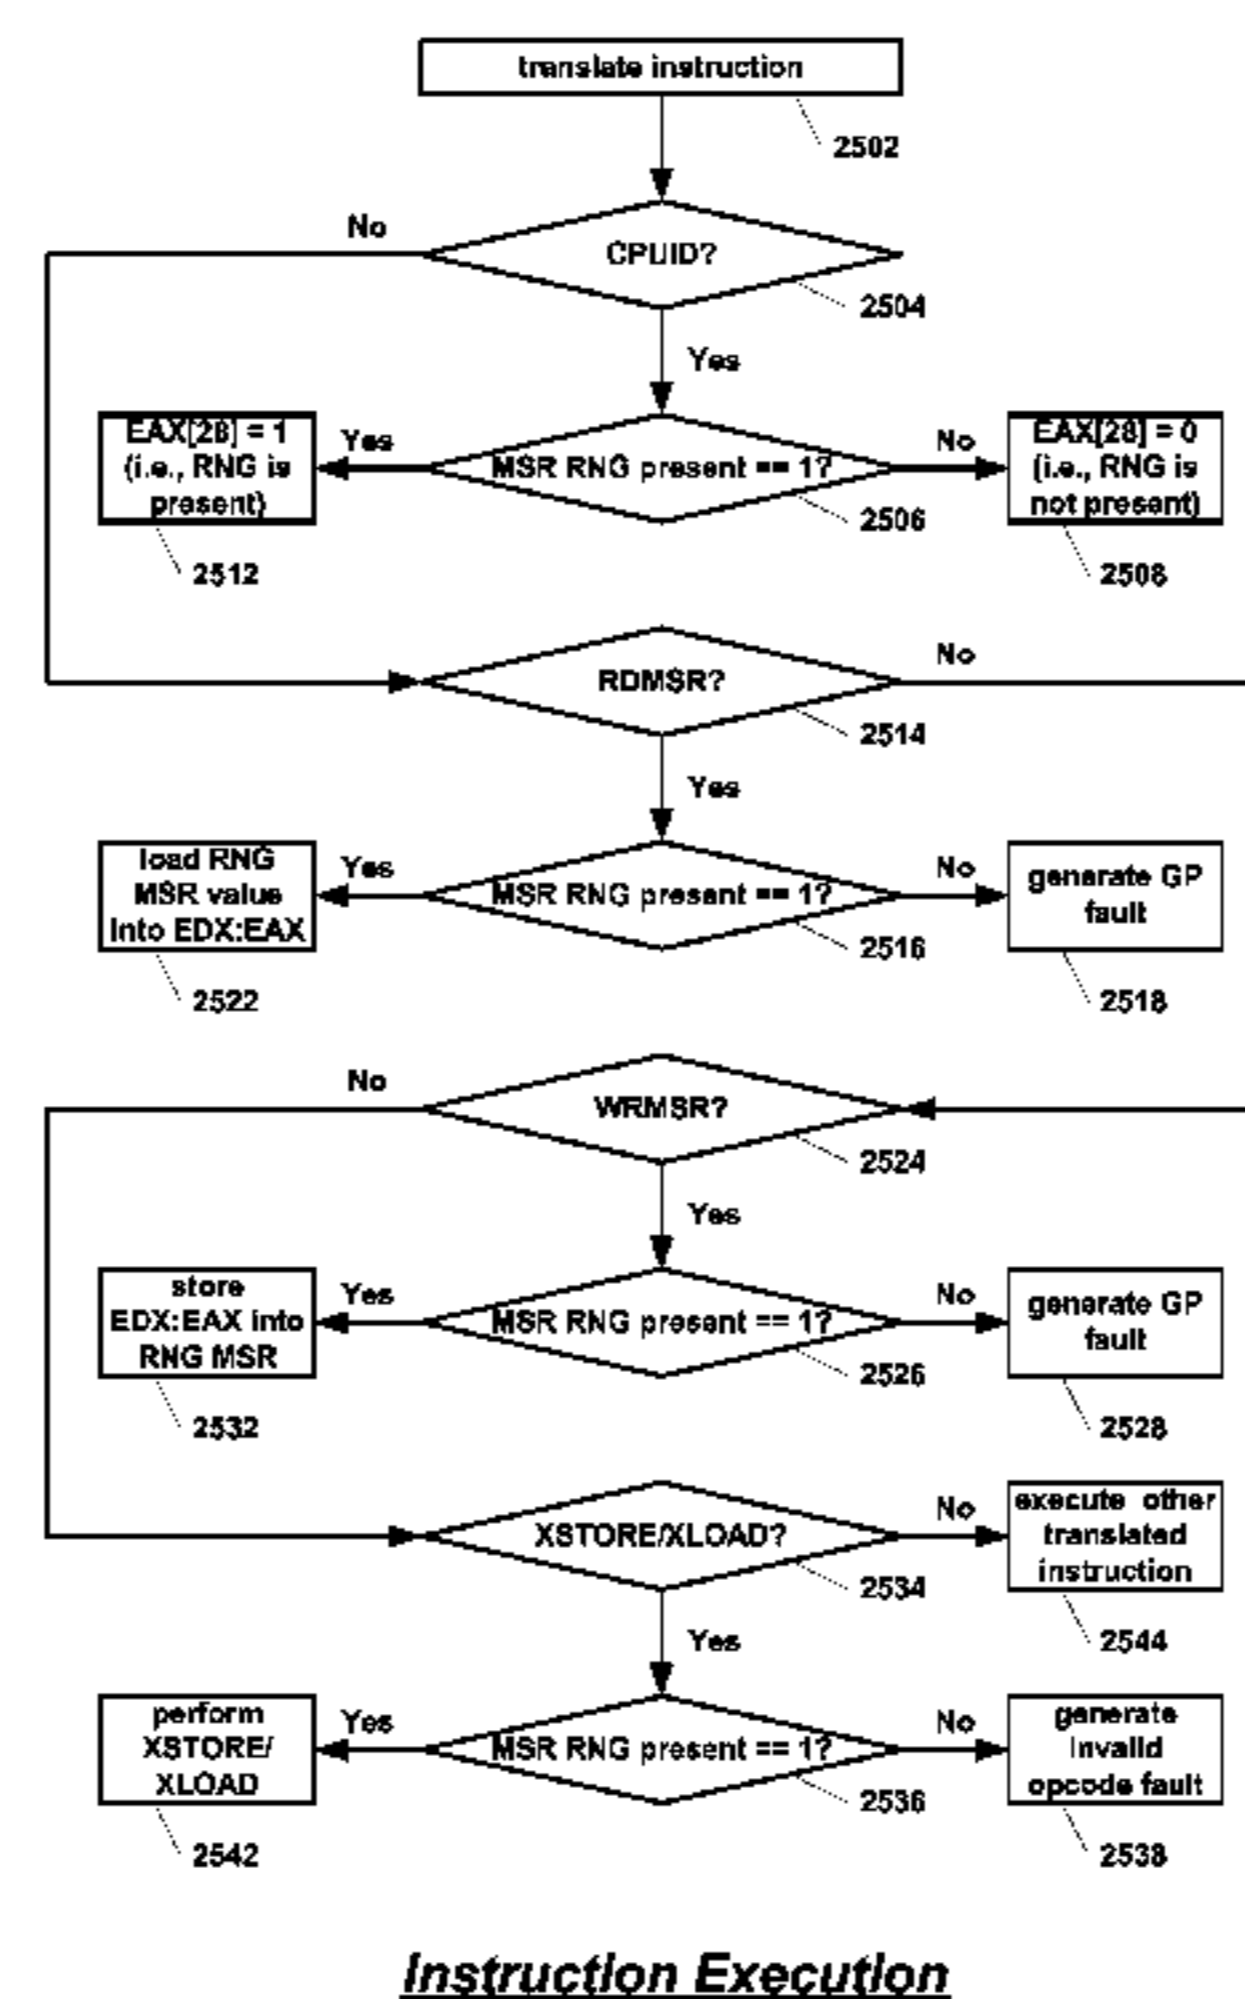 translate instruction
2502
No
CPUID?
2504
Yes
EAX[28] = 1
(i.e., RNG is
present)
2512
Yes
MSR RNG present == 1?
2506
No
EAX[28] = 0
(i.e., RNG is
not present)
2508
RDMSR?
2514
No
Yes
load RNG
MSR value
into EDX:EAX
2522
Yes
MSR RNG present == 1?
2516
No
generate GP
fault
2518
No
WRMSR?
2524
Yes
store
EDX:EAX into
RNG MSR
2532
Yes
MSR RNG present == 1?
2526
No
generate GP
fault
2528
XSTORE/XLOAD?
2534
No
execute other
translated
instruction
2544
Yes
perform
XSTORE/
XLOAD
2542
Yes
MSR RNG present == 1?
2536
No
generate
invalid
opcode fault
2538
Instruction Execution